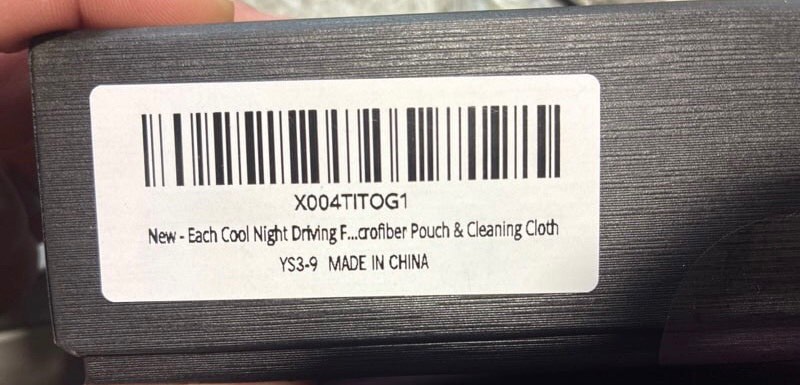 X004TITOG1
New - Each Cool Night Driving F...crofiber Pouch & Cleaning Cloth
YS3-9 MADE IN CHINA